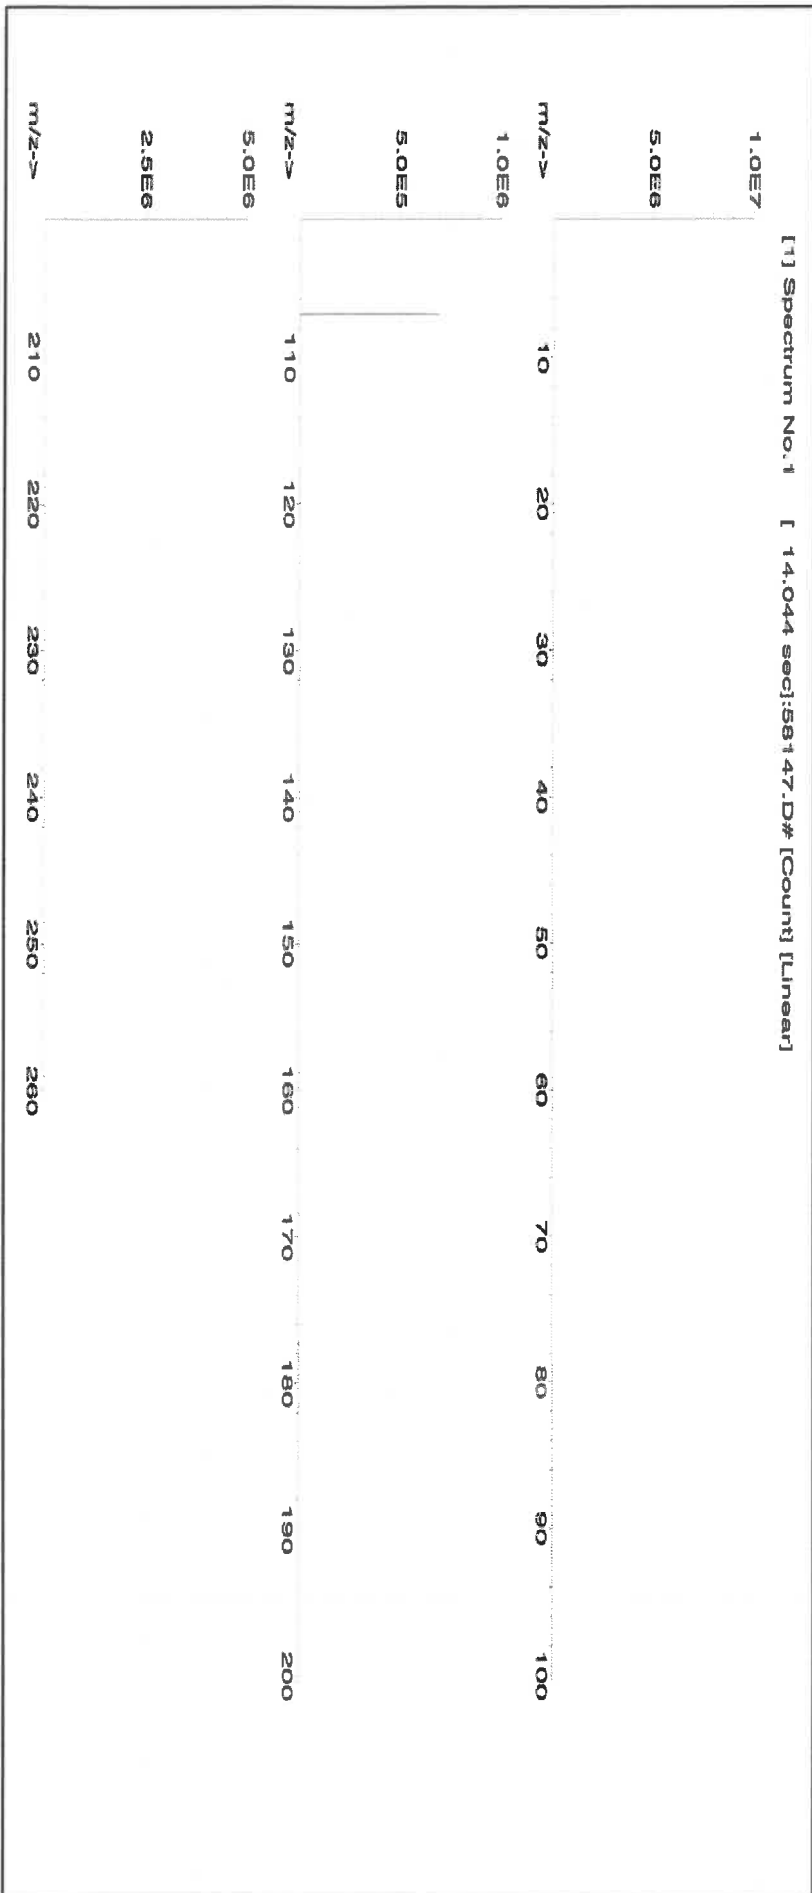 [1] Spectrum No.1 [ 14.044 sec]:58147.D# [Count] [Linear]
1.0E7
5.0E6
m/z-> 10 20 30 40 50 60 70 80 90 100
1.0E6
5.0E5
m/z-> 110 120 130 140 150 160 170 180 190 200
5.0E6
2.5E6
m/z-> 210 220 230 240 250 260